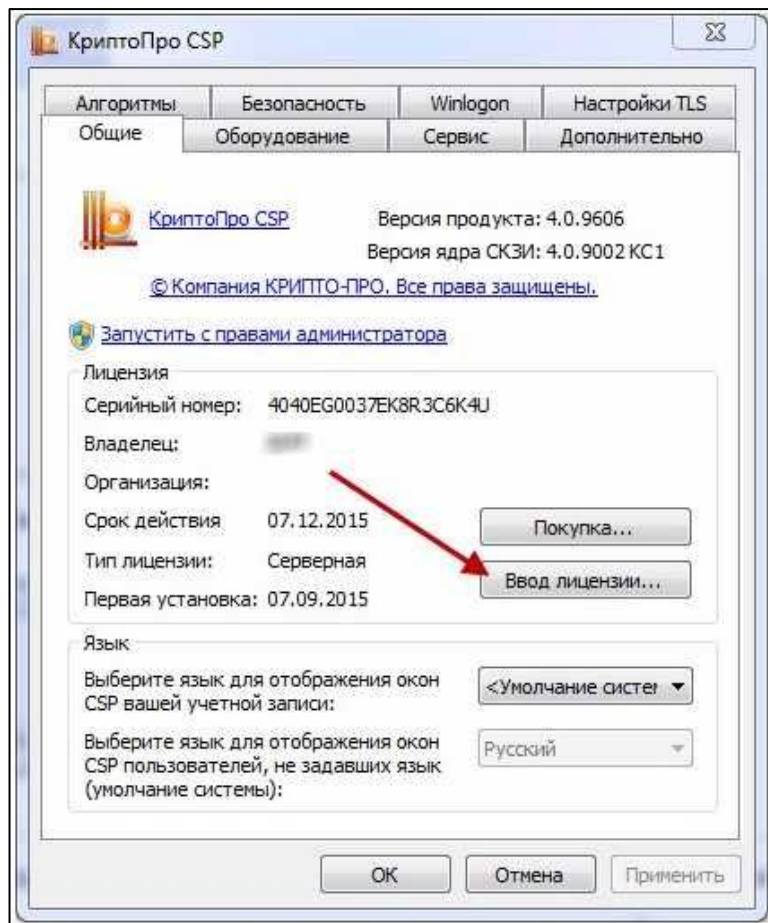 КриптоПро CSP
Алгоритмы Безопасность Winlogon Настройки TLS
Общие Оборудование Сервис Дополнительно
КриптоПро CSP Версия продукта: 4.0.9606
Версия ядра СКЗИ: 4.0.9002 КС1
© Компания КРИПТО-ПРО. Все права защищены.
Запустить с правами администратора
Лицензия
Серийный номер: 4040EG0037EK8R3C6K4U
Владелец:
Организация:
Срок действия 07.12.2015 Покупка...
Тип лицензии: Серверная
Ввод лицензии...
Первая установка: 07.09.2015
Язык
Выберите язык для отображения окон
CSP вашей учетной записи:
<Умолчание систег
Выберите язык для отображения окон
CSP пользователей, не задавших язык
(умолчание системы):
Русский
ОК Отмена Применить